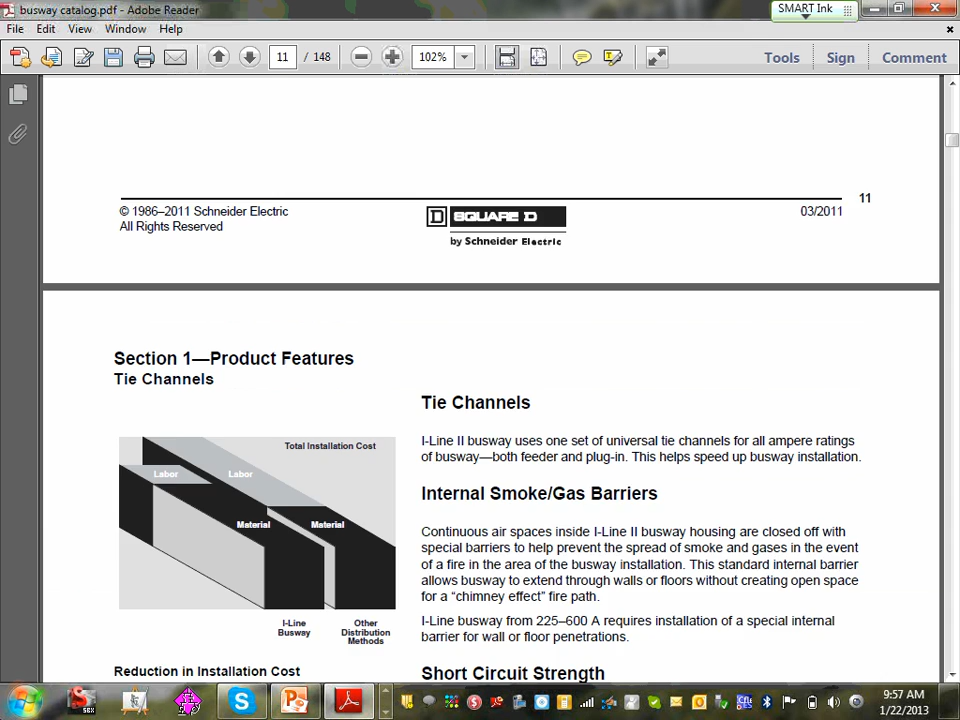 busway catalog.pdf - Adobe Reader
SMART Ink
File Edit View Window Help
11 / 148
102%
Tools Sign Comment
11
© 1986–2011 Schneider Electric
All Rights Reserved
D SQUARE D
by Schneider Electric
03/2011
Section 1—Product Features
Tie Channels
Total Installation Cost
Labor
Labor
Material
Material
I-Line
Busway
Other
Distribution
Methods
Reduction in Installation Cost
Tie Channels
I-Line II busway uses one set of universal tie channels for all ampere ratings
of busway—both feeder and plug-in. This helps speed up busway installation.
Internal Smoke/Gas Barriers
Continuous air spaces inside I-Line II busway housing are closed off with
special barriers to help prevent the spread of smoke and gases in the event
of a fire in the area of the busway installation. This standard internal barrier
allows busway to extend through walls or floors without creating open space
for a “chimney effect” fire path.
I-Line busway from 225–600 A requires installation of a special internal
barrier for wall or floor penetrations.
Short Circuit Strength
9:57 AM
1/22/2013